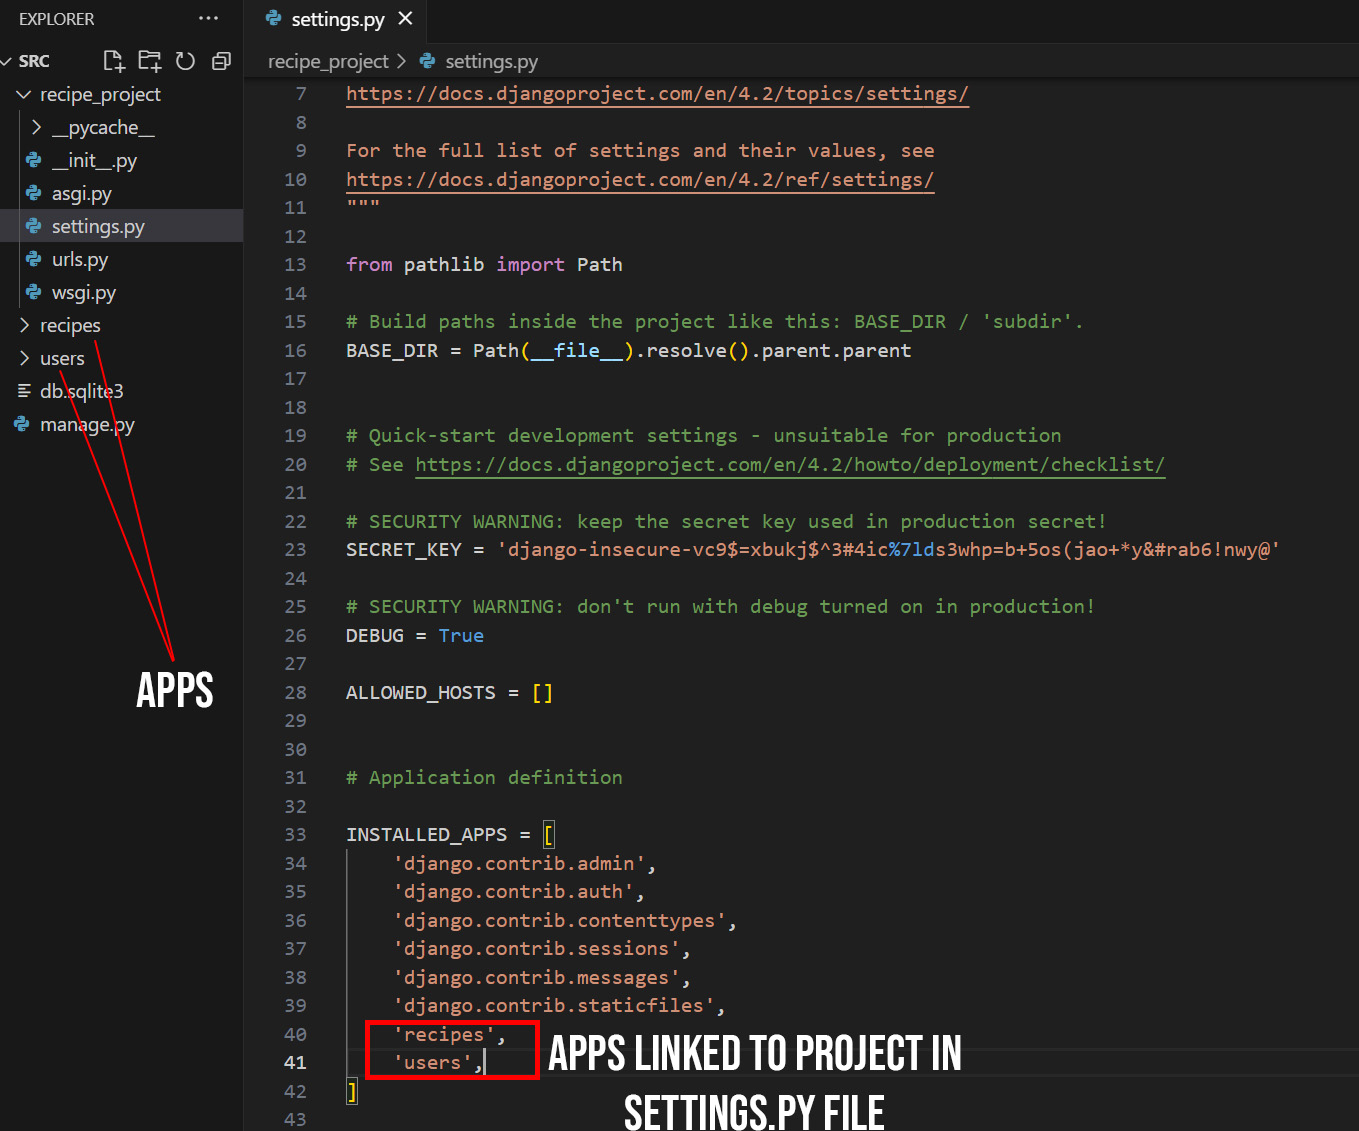 EXPLORER ···
SRC
recipe_project
__pycache__
__init__.py
asgi.py
settings.py
urls.py
wsgi.py
recipes
users
db.sqlite3
manage.py
APPS
settings.py
recipe_project > settings.py
7 https://docs.djangoproject.com/en/4.2/topics/settings/
8
9 For the full list of settings and their values, see
10 https://docs.djangoproject.com/en/4.2/ref/settings/
11 """
12
13 from pathlib import Path
14
15 # Build paths inside the project like this: BASE_DIR / 'subdir'.
16 BASE_DIR = Path(__file__).resolve().parent.parent
17
18
19 # Quick-start development settings - unsuitable for production
20 # See https://docs.djangoproject.com/en/4.2/howto/deployment/checklist/
21
22 # SECURITY WARNING: keep the secret key used in production secret!
23 SECRET_KEY = 'django-insecure-vc9$=xbukj$^3#4ic%7lds3whp=b+5os(jao+*y&#rab6!nwy@'
24
25 # SECURITY WARNING: don't run with debug turned on in production!
26 DEBUG = True
27
28 ALLOWED_HOSTS = []
29
30
31 # Application definition
32
33 INSTALLED_APPS = [
34 'django.contrib.admin',
35 'django.contrib.auth',
36 'django.contrib.contenttypes',
37 'django.contrib.sessions',
38 'django.contrib.messages',
39 'django.contrib.staticfiles',
40 'recipes',
41 'users',
42 ]
43
APPS LINKED TO PROJECT IN
SETTINGS.PY FILE